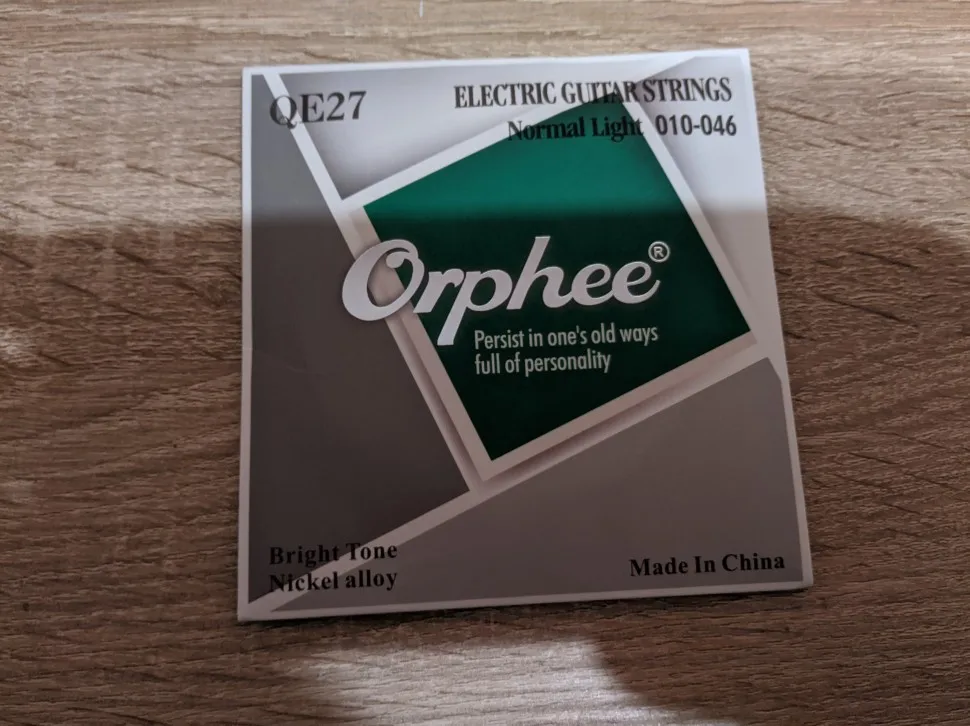 QE27
ELECTRIC GUITAR STRINGS
Normal Light 010-046
Orphee®
Persist in one's old ways
full of personality
Bright Tone
Nickel alloy
Made In China